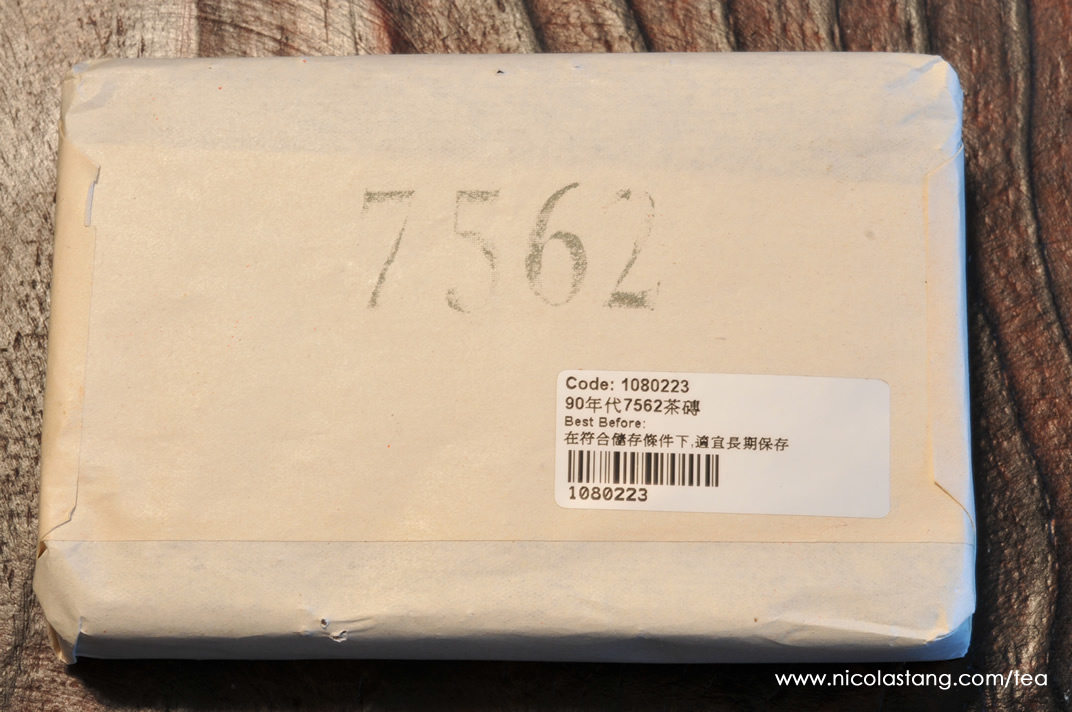 7562
Code: 1080223
90年代7562茶磚
Best Before:
在符合儲存條件下,適宜長期保存
1080223
www.nicolastang.com/tea